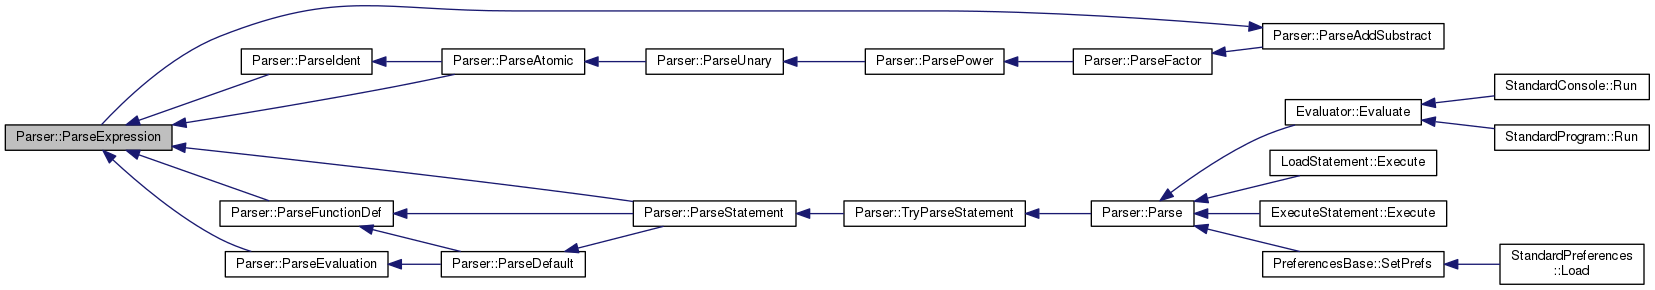 Parser::ParseAddSubstract
Parser::ParseIdent
Parser::ParseAtomic
Parser::ParseUnary
Parser::ParsePower
Parser::ParseFactor
StandardConsole::Run
Evaluator::Evaluate
Parser::ParseExpression
StandardProgram::Run
LoadStatement::Execute
Parser::ParseFunctionDef
Parser::ParseStatement
Parser::TryParseStatement
Parser::Parse
ExecuteStatement::Execute
Parser::ParseEvaluation
Parser::ParseDefault
PreferencesBase::SetPrefs
StandardPreferences
::Load